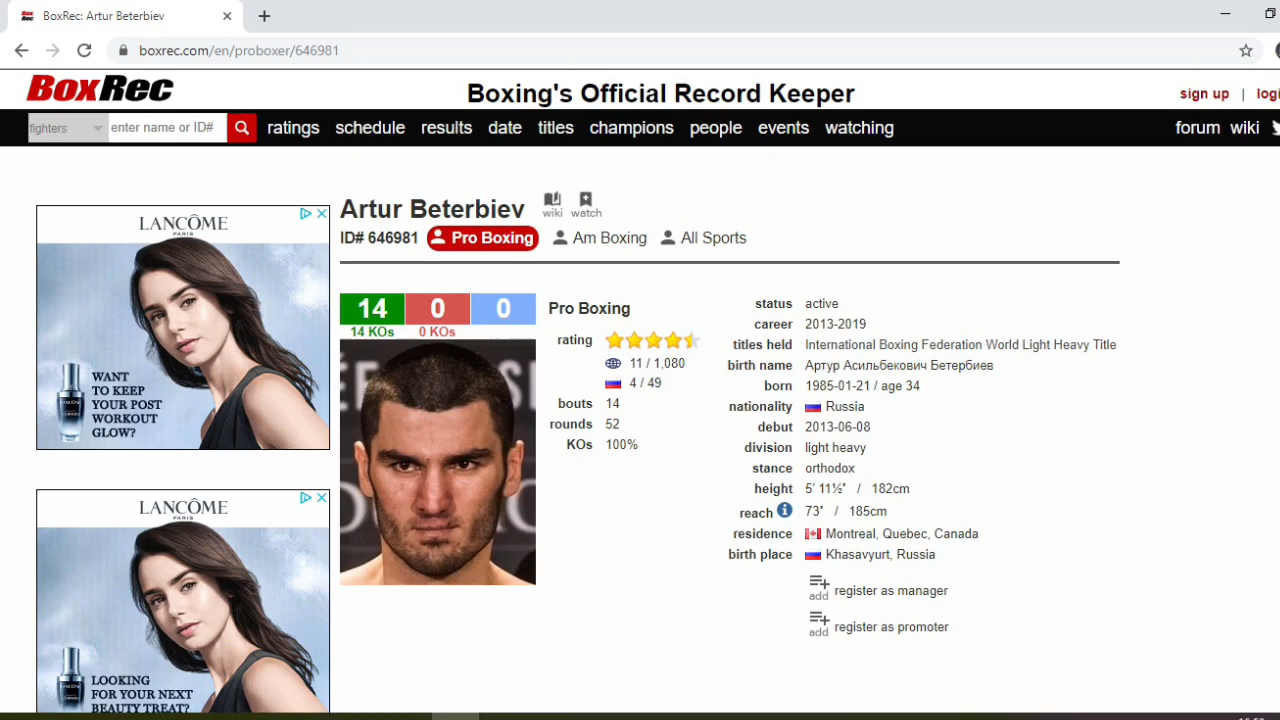 BoxRec: Artur Beterbiev
boxrec.com/en/proboxer/646981
BoxRec
Boxing's Official Record Keeper
sign up | logi
fighters enter name or ID# ratings schedule results date titles champions people events watching forum wiki
LANCÔME
PARIS
WANT
TO KEEP
YOUR POST
WORKOUT
GLOW?
LANCÔME
PARIS
LOOKING
FOR YOUR NEXT
BEAUTY TREAT?
Artur Beterbiev wiki watch
ID# 646981 Pro Boxing Am Boxing All Sports
14 0 0
14 KOs 0 KOs
Pro Boxing
rating
11 / 1,080
4 / 49
bouts 14
rounds 52
KOs 100%
status active
career 2013-2019
titles held International Boxing Federation World Light Heavy Title
birth name Артур Асильбекович Бетербиев
born 1985-01-21 / age 34
nationality Russia
debut 2013-06-08
division light heavy
stance orthodox
height 5′ 11½″ / 182cm
reach 73″ / 185cm
residence Montreal, Quebec, Canada
birth place Khasavyurt, Russia
add register as manager
add register as promoter